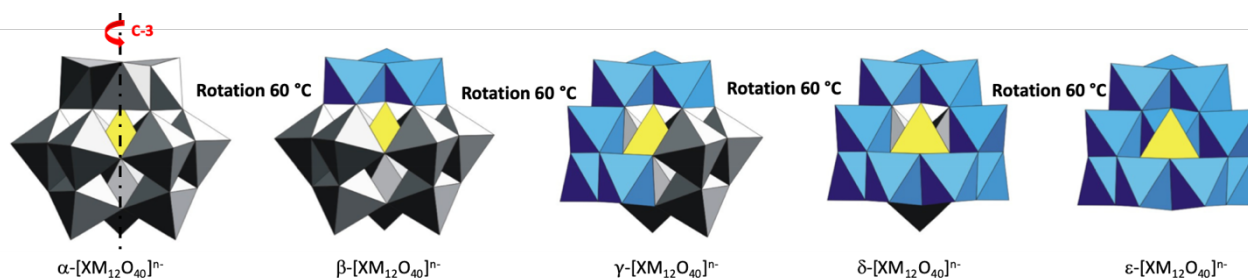 C-3
Rotation 60 °C
Rotation 60 °C
Rotation 60 °C
Rotation 60 °C
α-[XM₁₂O₄₀]ⁿ⁻
β-[XM₁₂O₄₀]ⁿ⁻
γ-[XM₁₂O₄₀]ⁿ⁻
δ-[XM₁₂O₄₀]ⁿ⁻
ε-[XM₁₂O₄₀]ⁿ⁻